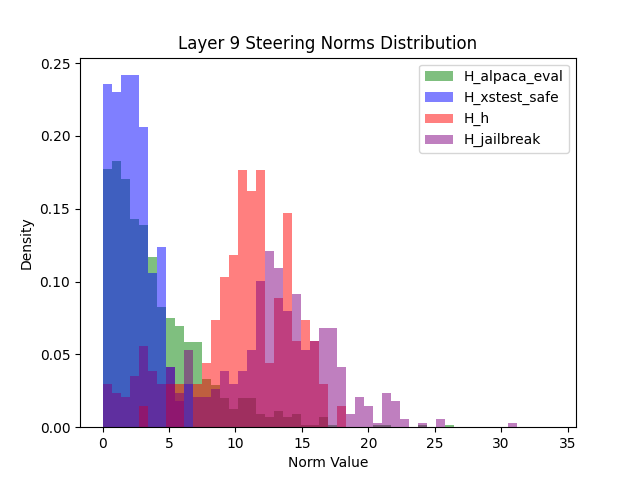 Layer 9 Steering Norms Distribution
H_alpaca_eval
H_xstest_safe
H_h
H_jailbreak
Density
0.25
0.20
0.15
0.10
0.05
0.00
0 5 10 15 20 25 30 35
Norm Value